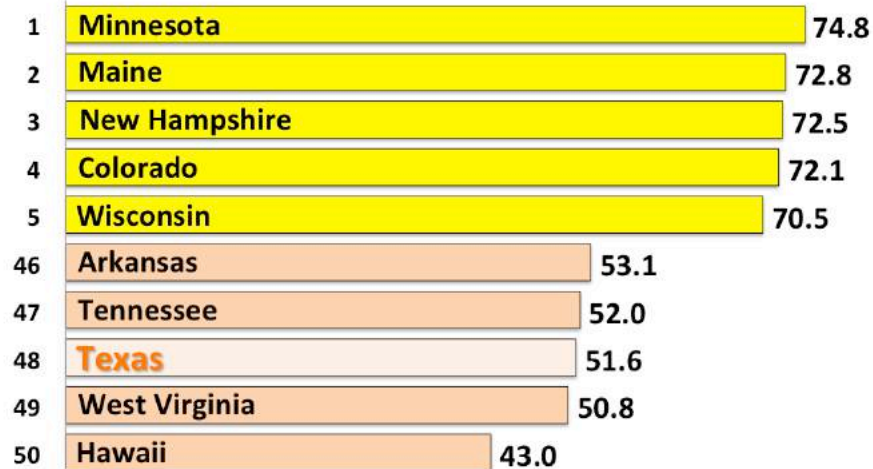 1 Minnesota 74.8
2 Maine 72.8
3 New Hampshire 72.5
4 Colorado 72.1
5 Wisconsin 70.5
46 Arkansas 53.1
47 Tennessee 52.0
48 Texas 51.6
49 West Virginia 50.8
50 Hawaii 43.0